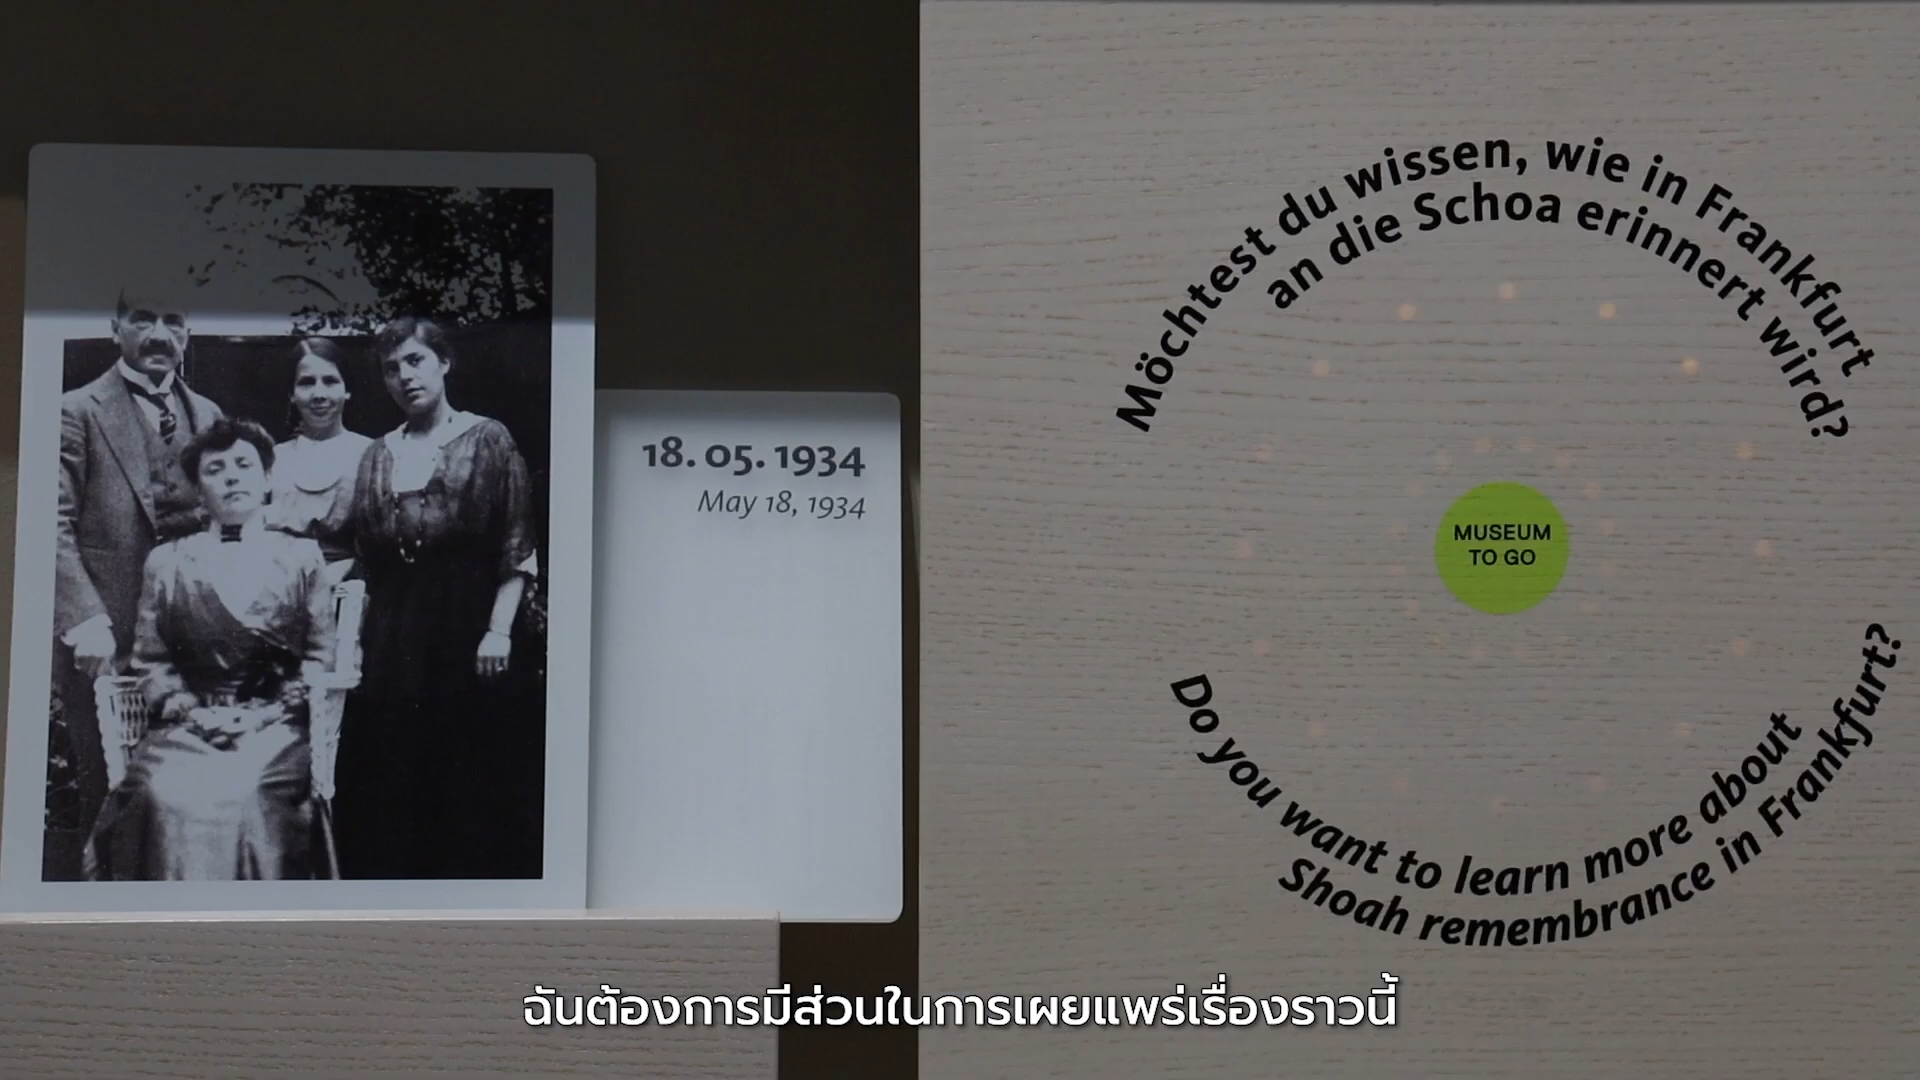 18. 05. 1934
May 18, 1934
Möchtest du wissen, wie in Frankfurt
an die Schoa erinnert wird?
MUSEUM
TO GO
Do you want to learn more about
Shoah remembrance in Frankfurt?
ฉันต้องการมีส่วนในการเผยแพร่เรื่องราวนี้